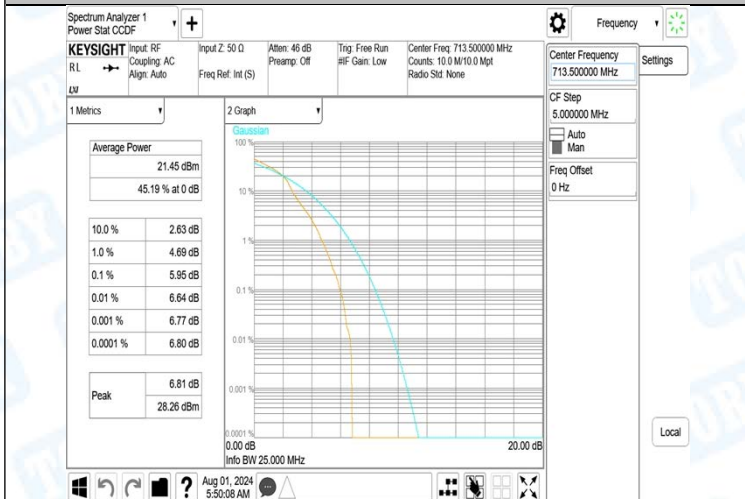 Spectrum Analyzer 1
Power Stat CCDF
Frequency
KEYSIGHT
RL
LXI
Input: RF
Coupling: AC
Align: Auto
Input Z: 50 Ω
Freq Ref: Int (S)
Atten: 46 dB
Preamp: Off
Trig: Free Run
#IF Gain: Low
Center Freq: 713.500000 MHz
Counts: 10.0 M/10.0 Mpt
Radio Std: None
Center Frequency
713.500000 MHz
Settings
CF Step
5.000000 MHz
Auto
Man
Freq Offset
0 Hz
1 Metrics
Average Power
21.45 dBm
45.19 % at 0 dB
10.0 % 2.63 dB
1.0 % 4.69 dB
0.1 % 5.95 dB
0.01 % 6.64 dB
0.001 % 6.77 dB
0.0001 % 6.80 dB
Peak
6.81 dB
28.26 dBm
2 Graph
Gaussian
100 %
10 %
1 %
0.1 %
0.01 %
0.001 %
0.0001 %
0.00 dB 20.00 dB
Info BW 25.000 MHz
Local
?
Aug 01, 2024
5:50:08 AM